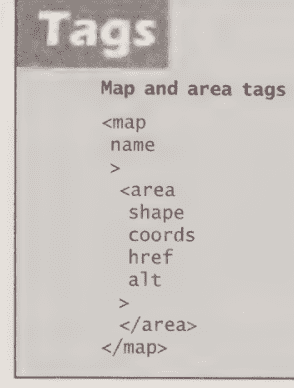 Tags
Map and area tags
<map
name
>
<area
shape
coords
href
alt
>
</area>
</map>